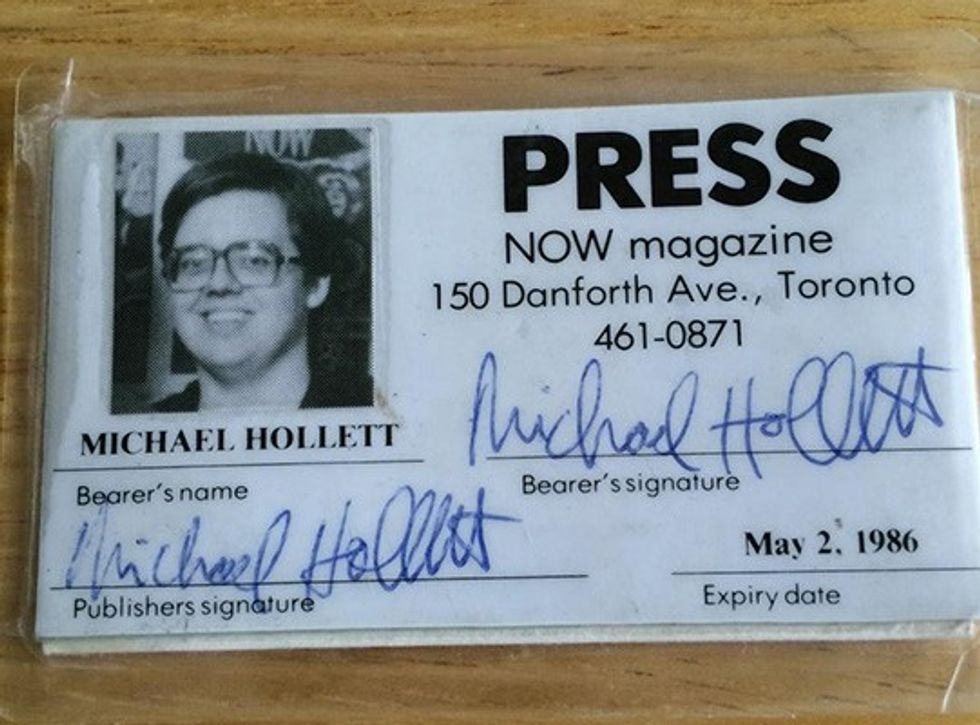 NOW
PRESS
NOW magazine
150 Danforth Ave., Toronto
461-0871
MICHAEL HOLLETT
Bearer's name
Michael Hollett
Bearer's signature
Michael Hollett
Publishers signature
May 2, 1986
Expiry date